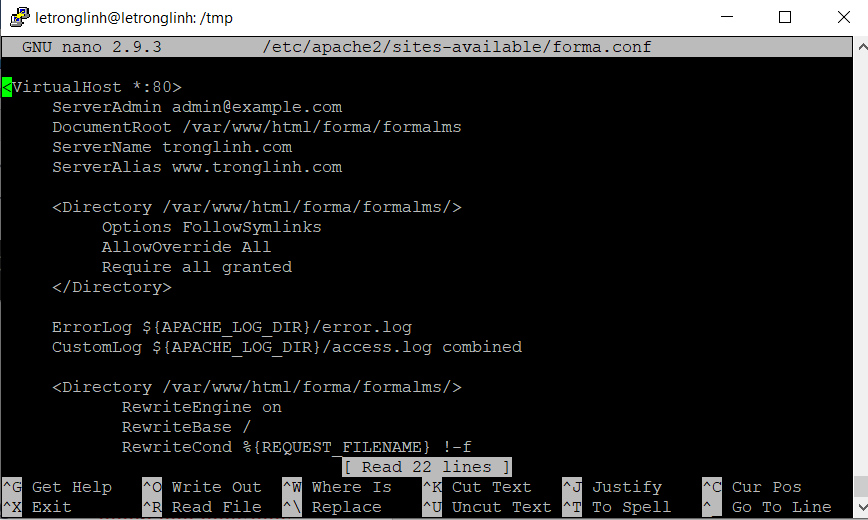 letronglinh@letronglinh: /tmp
GNU nano 2.9.3 /etc/apache2/sites-available/forma.conf
<VirtualHost *:80>
ServerAdmin admin@example.com
DocumentRoot /var/www/html/forma/formalms
ServerName tronglinh.com
ServerAlias www.tronglinh.com
<Directory /var/www/html/forma/formalms/>
Options FollowSymlinks
AllowOverride All
Require all granted
</Directory>
ErrorLog ${APACHE_LOG_DIR}/error.log
CustomLog ${APACHE_LOG_DIR}/access.log combined
<Directory /var/www/html/forma/formalms/>
RewriteEngine on
RewriteBase /
RewriteCond %{REQUEST_FILENAME} !-f
[ Read 22 lines ]
^G Get Help ^O Write Out ^W Where Is ^K Cut Text ^J Justify ^C Cur Pos
^X Exit ^R Read File ^\ Replace ^U Uncut Text ^T To Spell ^_ Go To Line